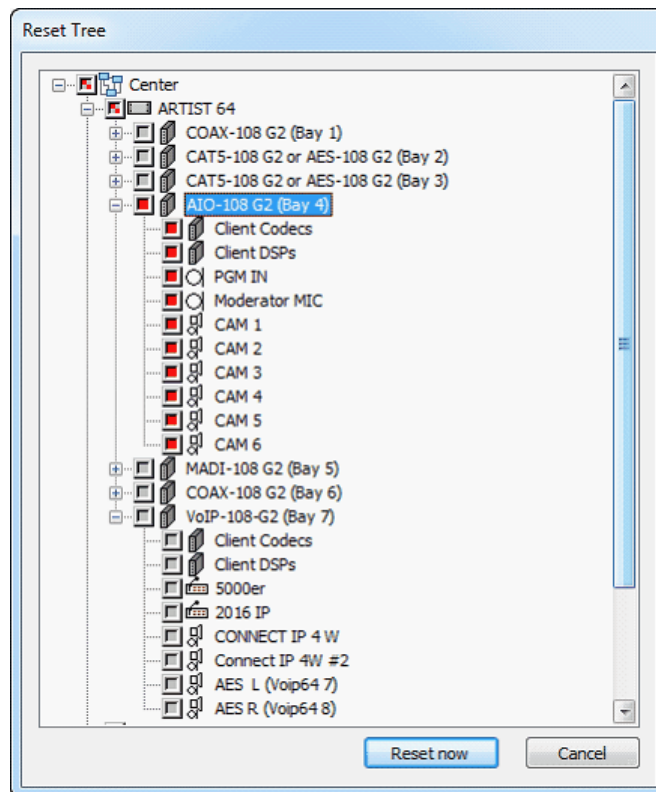 Reset Tree
Center
ARTIST 64
COAX-108 G2 (Bay 1)
CAT5-108 G2 or AES-108 G2 (Bay 2)
CAT5-108 G2 or AES-108 G2 (Bay 3)
AIO-108 G2 (Bay 4)
Client Codecs
Client DSPs
PGM IN
Moderator MIC
CAM 1
CAM 2
CAM 3
CAM 4
CAM 5
CAM 6
MADI-108 G2 (Bay 5)
COAX-108 G2 (Bay 6)
VoIP-108-G2 (Bay 7)
Client Codecs
Client DSPs
5000er
2016 IP
CONNECT IP 4 W
Connect IP 4W #2
AES L (Voip64 7)
AES R (Voip64 8)
Reset now Cancel